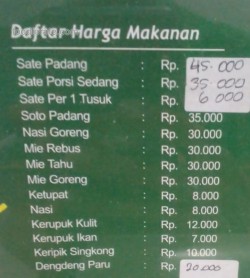 Daftar Harga Makanan
Sate Padang : Rp. 45.000
Sate Porsi Sedang : Rp. 35.000
Sate Per 1 Tusuk : Rp. 6.000
Soto Padang : Rp. 35.000
Nasi Goreng : Rp. 30.000
Mie Rebus : Rp. 30.000
Mie Tahu : Rp. 30.000
Mie Goreng : Rp. 30.000
Ketupat : Rp. 8.000
Nasi : Rp. 8.000
Kerupuk Kulit : Rp. 12.000
Kerupuk Ikan : Rp. 7.000
Keripik Singkong : Rp. 10.000
Dengdeng Paru : Rp. 20.000